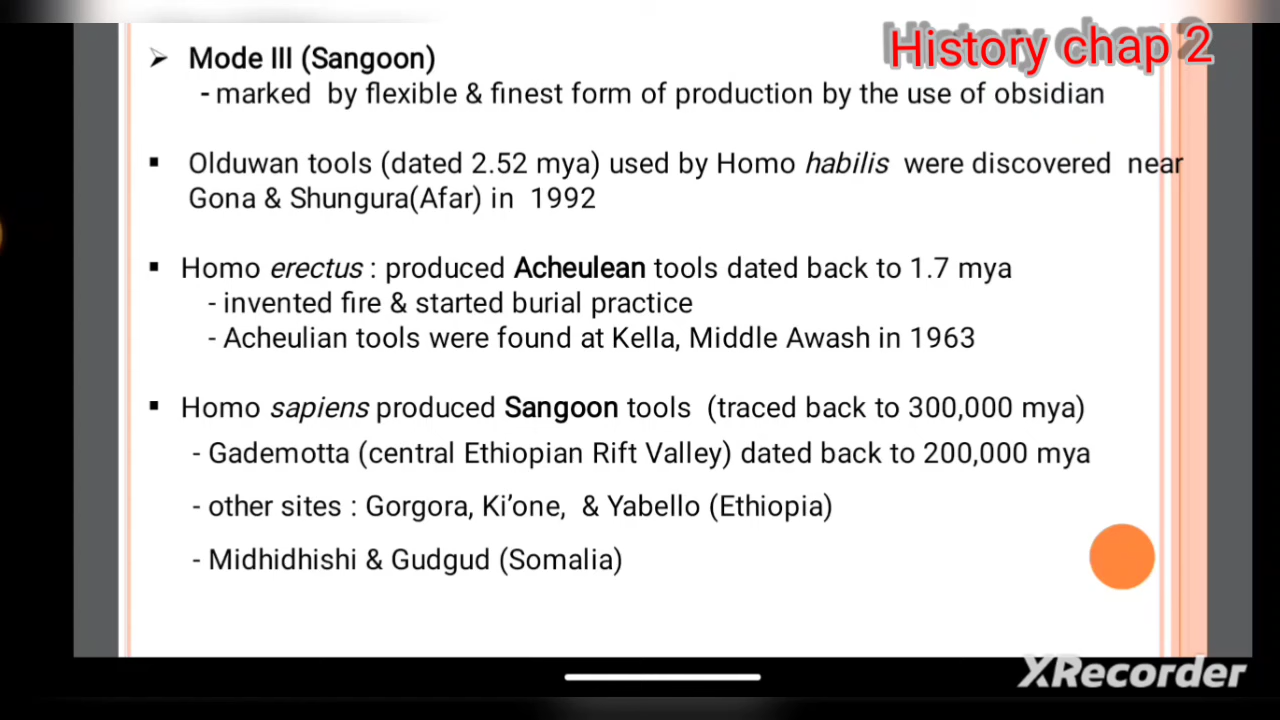 History chap 2
➢ Mode III (Sangoon)
- marked by flexible & finest form of production by the use of obsidian
▪ Olduwan tools (dated 2.52 mya) used by Homo habilis were discovered near
Gona & Shungura(Afar) in 1992
▪ Homo erectus : produced Acheulean tools dated back to 1.7 mya
- invented fire & started burial practice
- Acheulian tools were found at Kella, Middle Awash in 1963
▪ Homo sapiens produced Sangoon tools (traced back to 300,000 mya)
- Gademotta (central Ethiopian Rift Valley) dated back to 200,000 mya
- other sites : Gorgora, Ki’one, & Yabello (Ethiopia)
- Midhidhishi & Gudgud (Somalia)
XRecorder